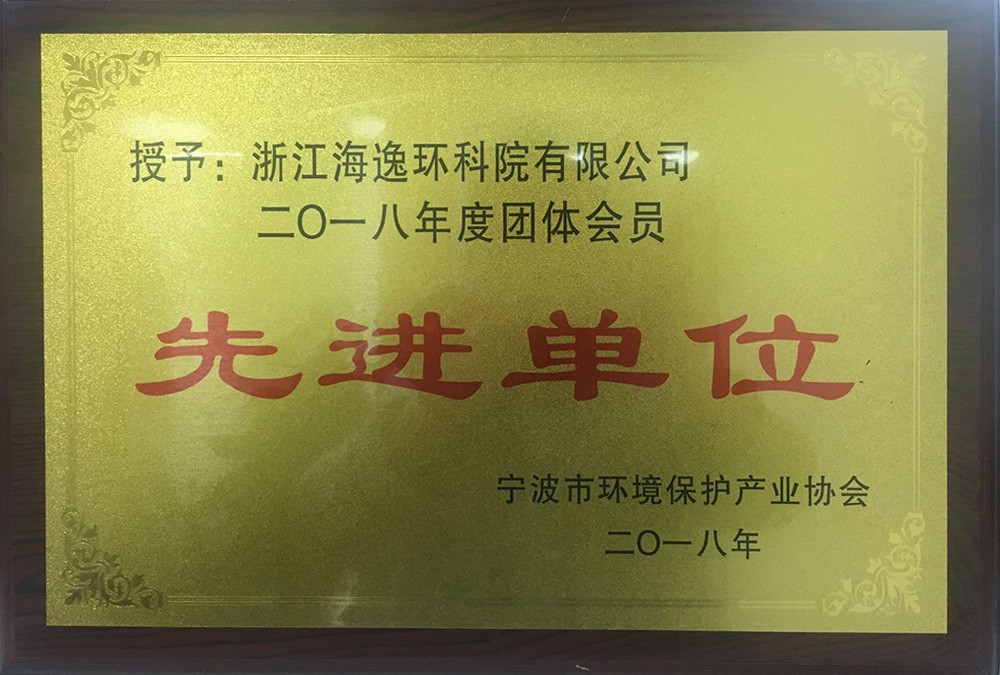 授予：浙江海逸环科院有限公司
二〇一八年度团体会员
先进单位
宁波市环境保护产业协会
二〇一八年